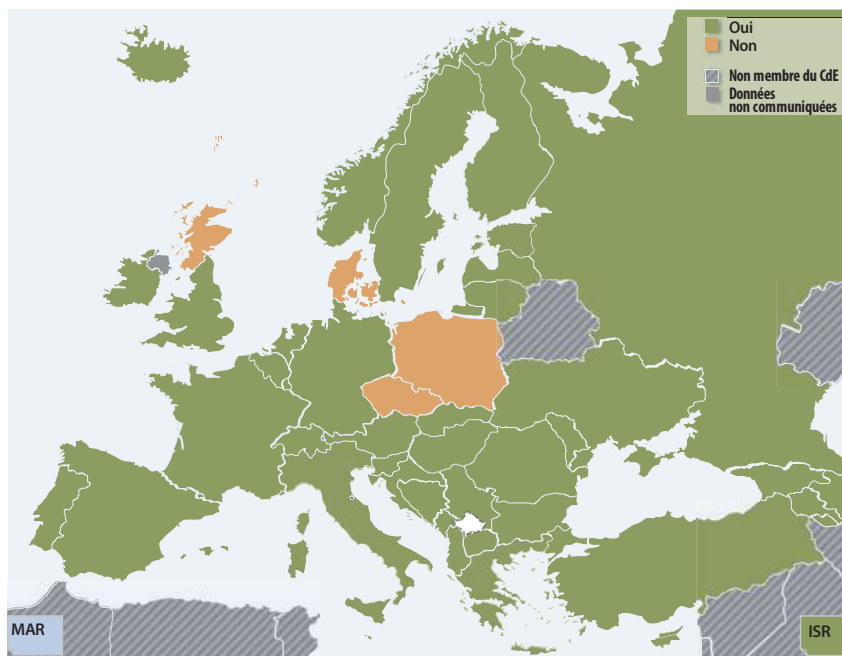 Oui
Non
Non membre du CdE
Données
non communiquées
MAR
ISR